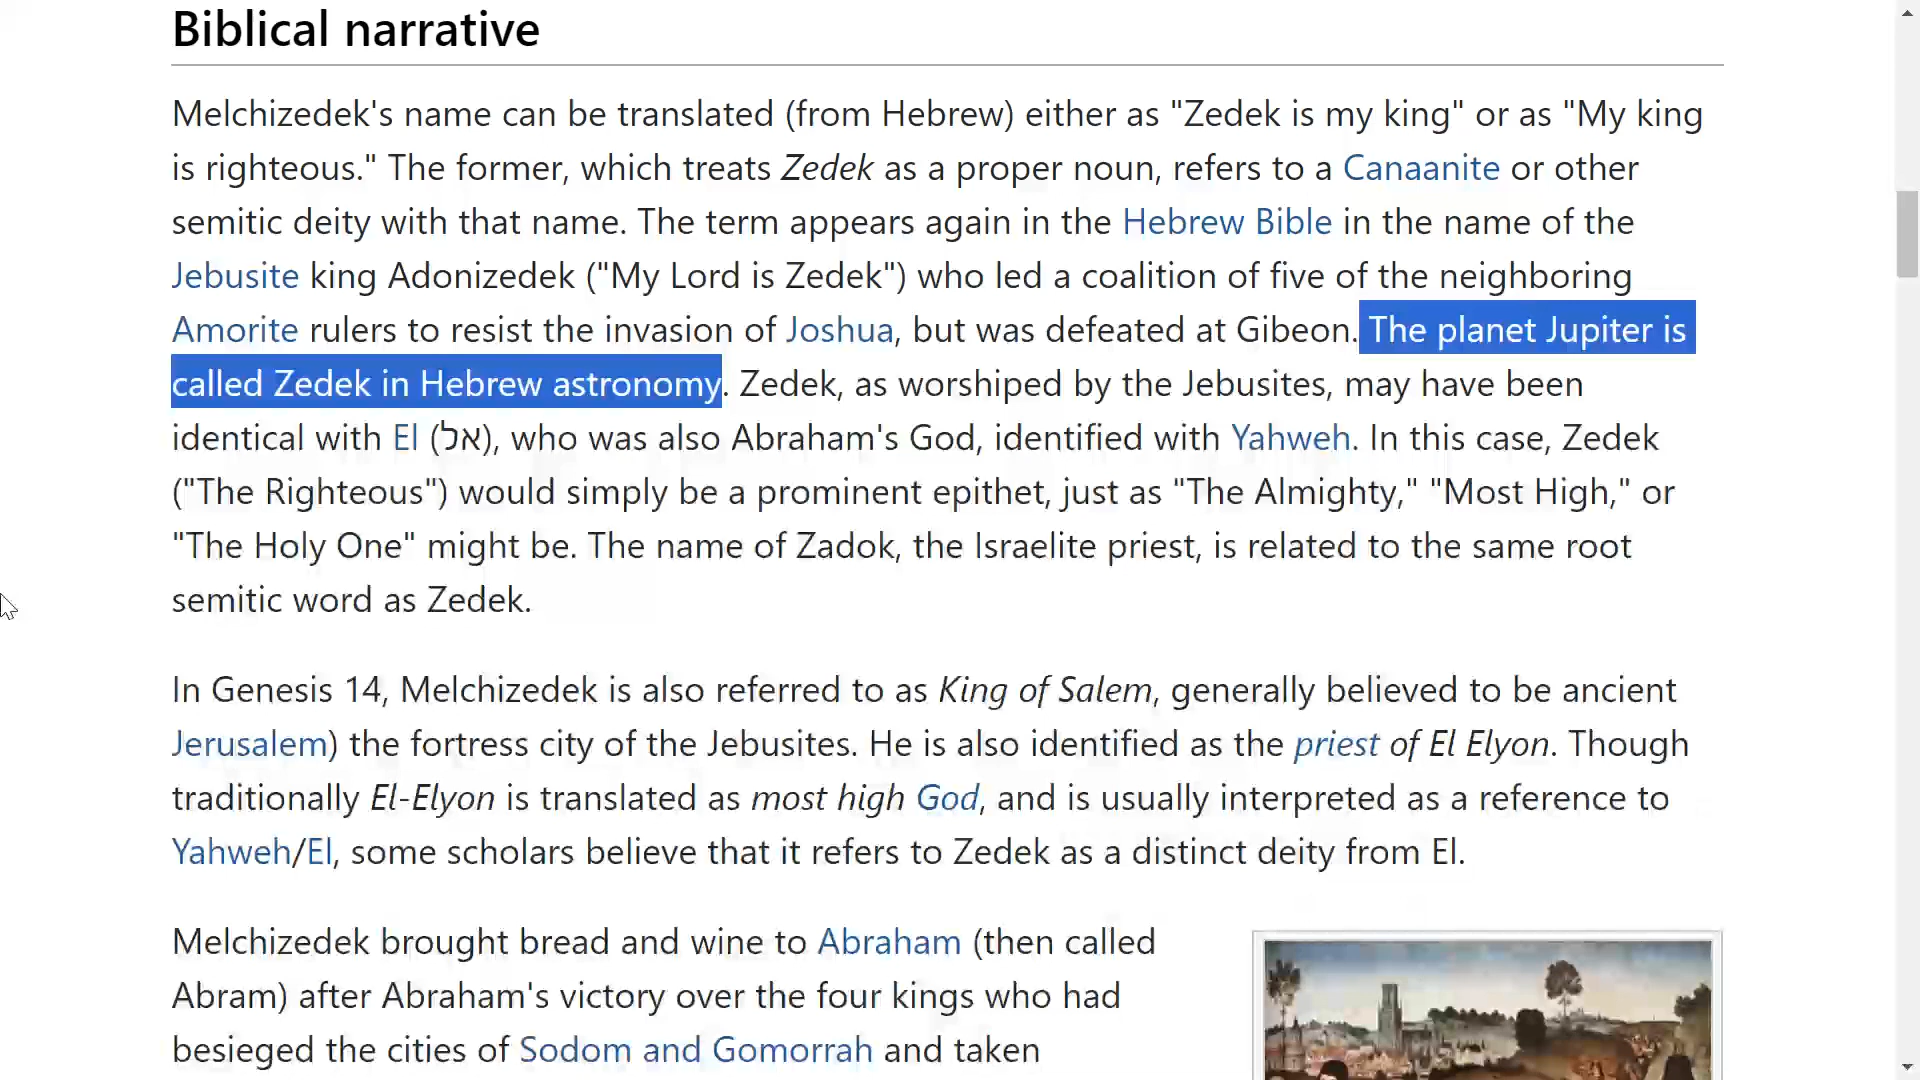 Biblical narrative
Melchizedek's name can be translated (from Hebrew) either as "Zedek is my king" or as "My king
is righteous." The former, which treats Zedek as a proper noun, refers to a Canaanite or other
semitic deity with that name. The term appears again in the Hebrew Bible in the name of the
Jebusite king Adonizedek ("My Lord is Zedek") who led a coalition of five of the neighboring
Amorite rulers to resist the invasion of Joshua, but was defeated at Gibeon. The planet Jupiter is
called Zedek in Hebrew astronomy. Zedek, as worshiped by the Jebusites, may have been
identical with El (אל), who was also Abraham's God, identified with Yahweh. In this case, Zedek
("The Righteous") would simply be a prominent epithet, just as "The Almighty," "Most High," or
"The Holy One" might be. The name of Zadok, the Israelite priest, is related to the same root
semitic word as Zedek.
In Genesis 14, Melchizedek is also referred to as King of Salem, generally believed to be ancient
Jerusalem) the fortress city of the Jebusites. He is also identified as the priest of El Elyon. Though
traditionally El-Elyon is translated as most high God, and is usually interpreted as a reference to
Yahweh/El, some scholars believe that it refers to Zedek as a distinct deity from El.
Melchizedek brought bread and wine to Abraham (then called
Abram) after Abraham's victory over the four kings who had
besieged the cities of Sodom and Gomorrah and taken